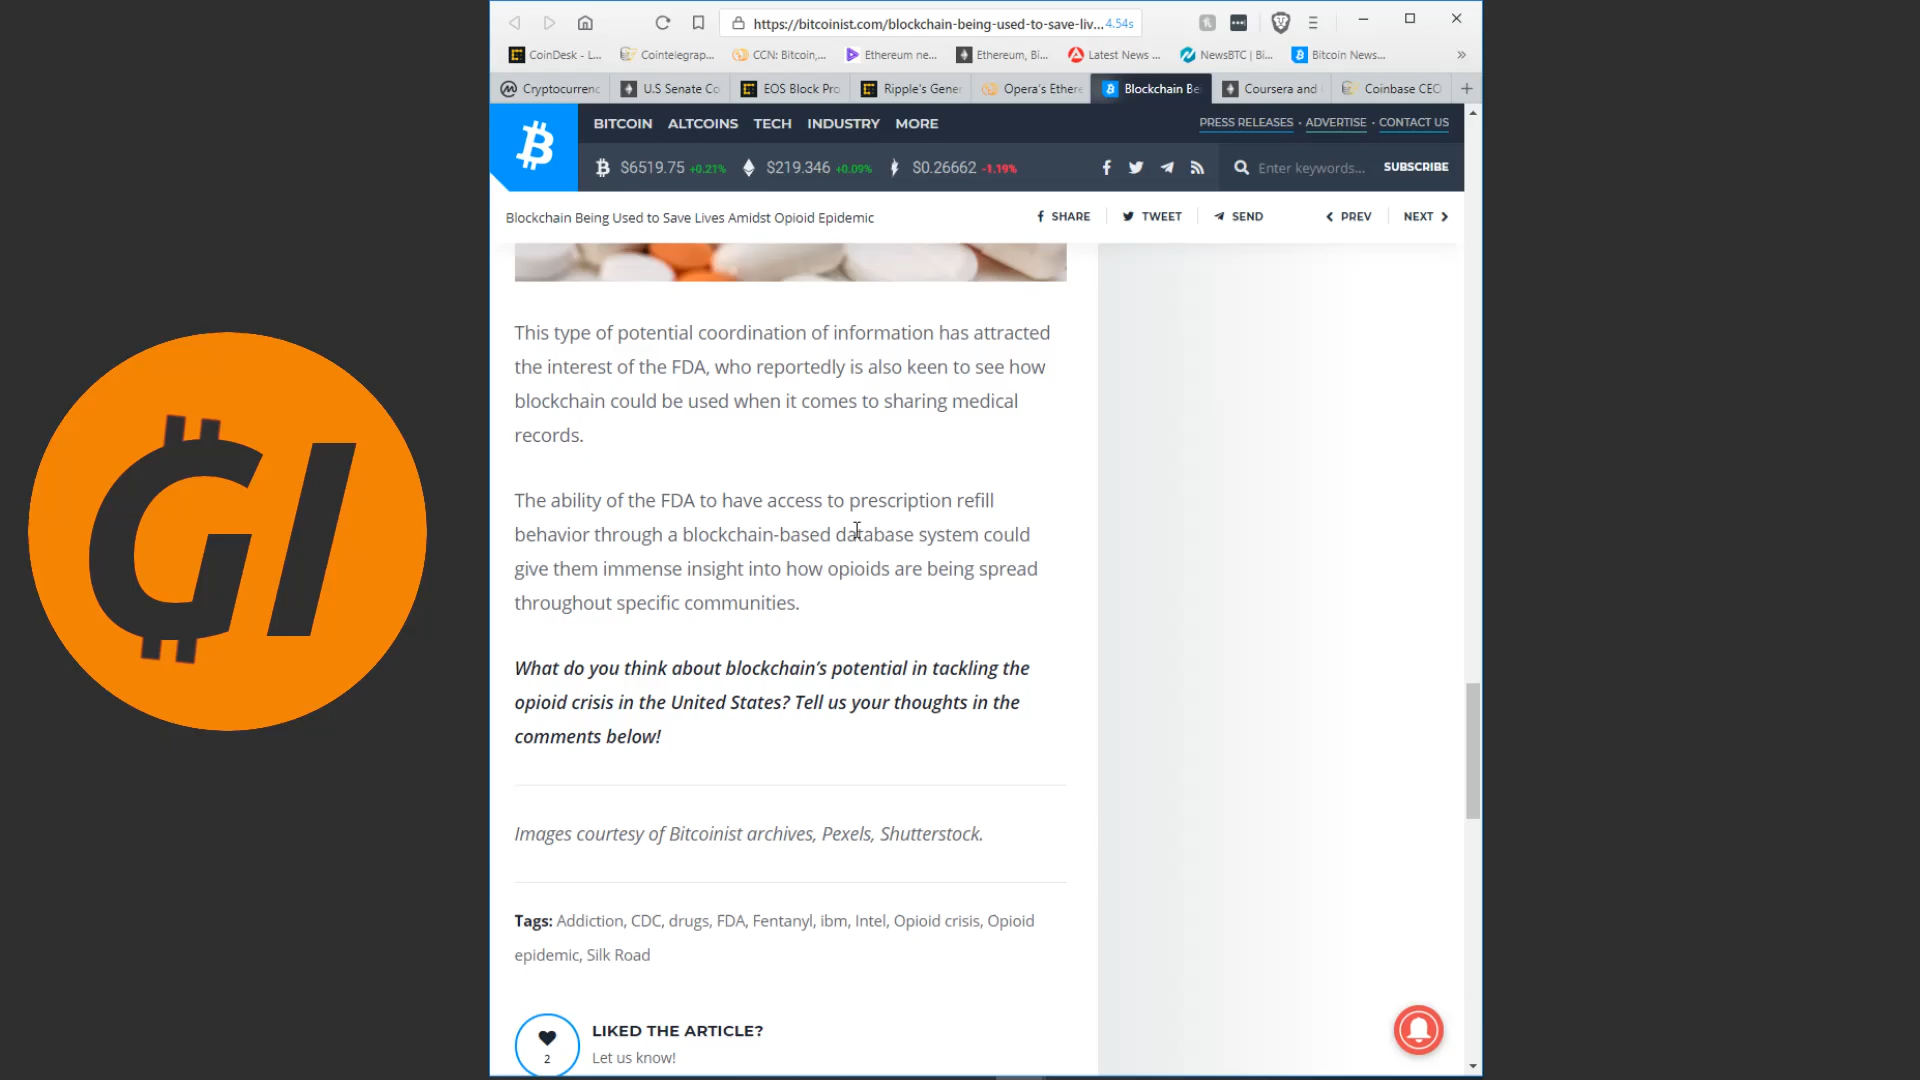 https://bitcoinist.com/blockchain-being-used-to-save-liv... 4.54s
CoinDesk - L... Cointelegrap... CCN: Bitcoin,... Ethereum ne... Ethereum, Bi... Latest News ... NewsBTC | Bi... Bitcoin News... »
Cryptocurrenc U.S Senate Co EOS Block Pro Ripple's Gene Opera's Ethere Blockchain Be Coursera and Coinbase CEO +
BITCOIN ALTCOINS TECH INDUSTRY MORE PRESS RELEASES • ADVERTISE • CONTACT US
$6519.75 +0.21% $219.346 +0.09% $0.26662 -1.19% Enter keywords... SUBSCRIBE
Blockchain Being Used to Save Lives Amidst Opioid Epidemic SHARE TWEET SEND PREV NEXT
This type of potential coordination of information has attracted
the interest of the FDA, who reportedly is also keen to see how
blockchain could be used when it comes to sharing medical
records.
The ability of the FDA to have access to prescription refill
behavior through a blockchain-based database system could
give them immense insight into how opioids are being spread
throughout specific communities.
What do you think about blockchain's potential in tackling the
opioid crisis in the United States? Tell us your thoughts in the
comments below!
Images courtesy of Bitcoinist archives, Pexels, Shutterstock.
Tags: Addiction, CDC, drugs, FDA, Fentanyl, ibm, Intel, Opioid crisis, Opioid
epidemic, Silk Road
LIKED THE ARTICLE?
2
Let us know!
GI